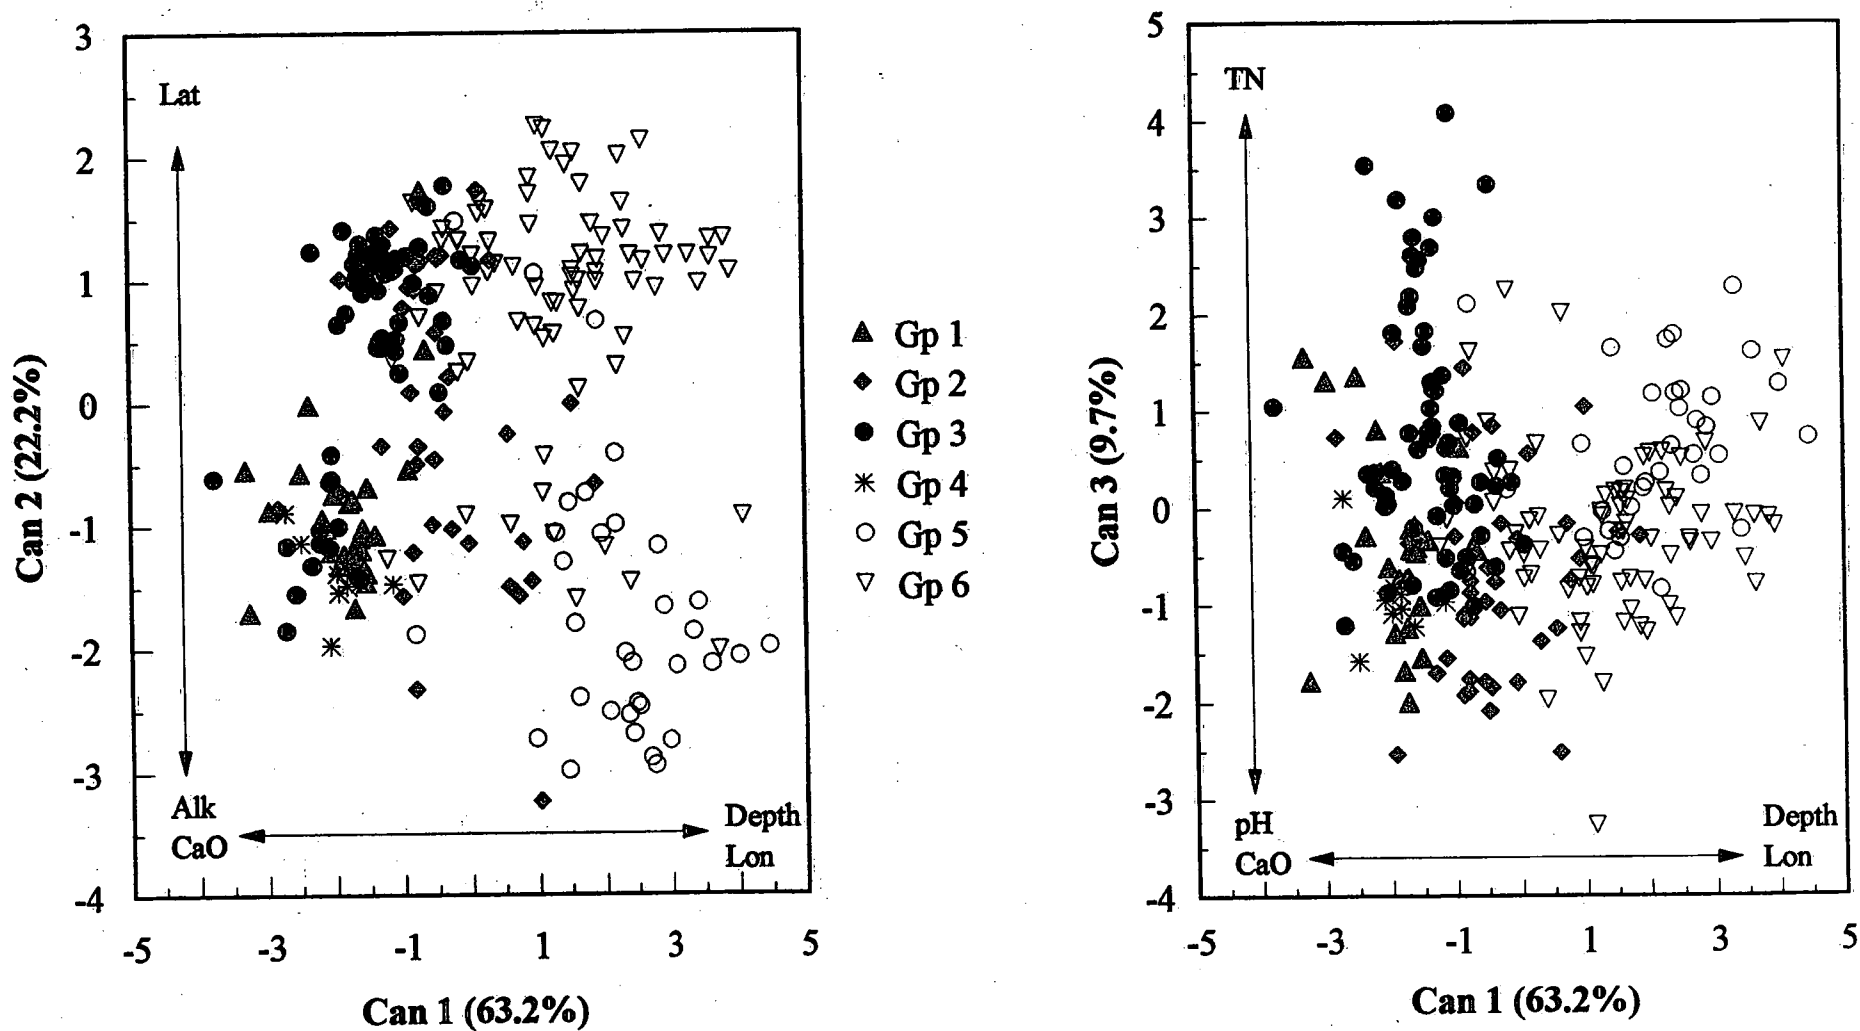 3
2
1
0
-1
-2
-3
-4
Can 2 (22.2%)
Lat
Alk
CaO
Depth
Lon
-5
-3
-1
1
3
5
Can 1 (63.2%)
Gp 1
Gp 2
Gp 3
Gp 4
Gp 5
Gp 6
5
4
3
2
1
0
-1
-2
-3
-4
Can 3 (9.7%)
TN
pH
CaO
Depth
Lon
-5
-3
-1
1
3
5
Can 1 (63.2%)